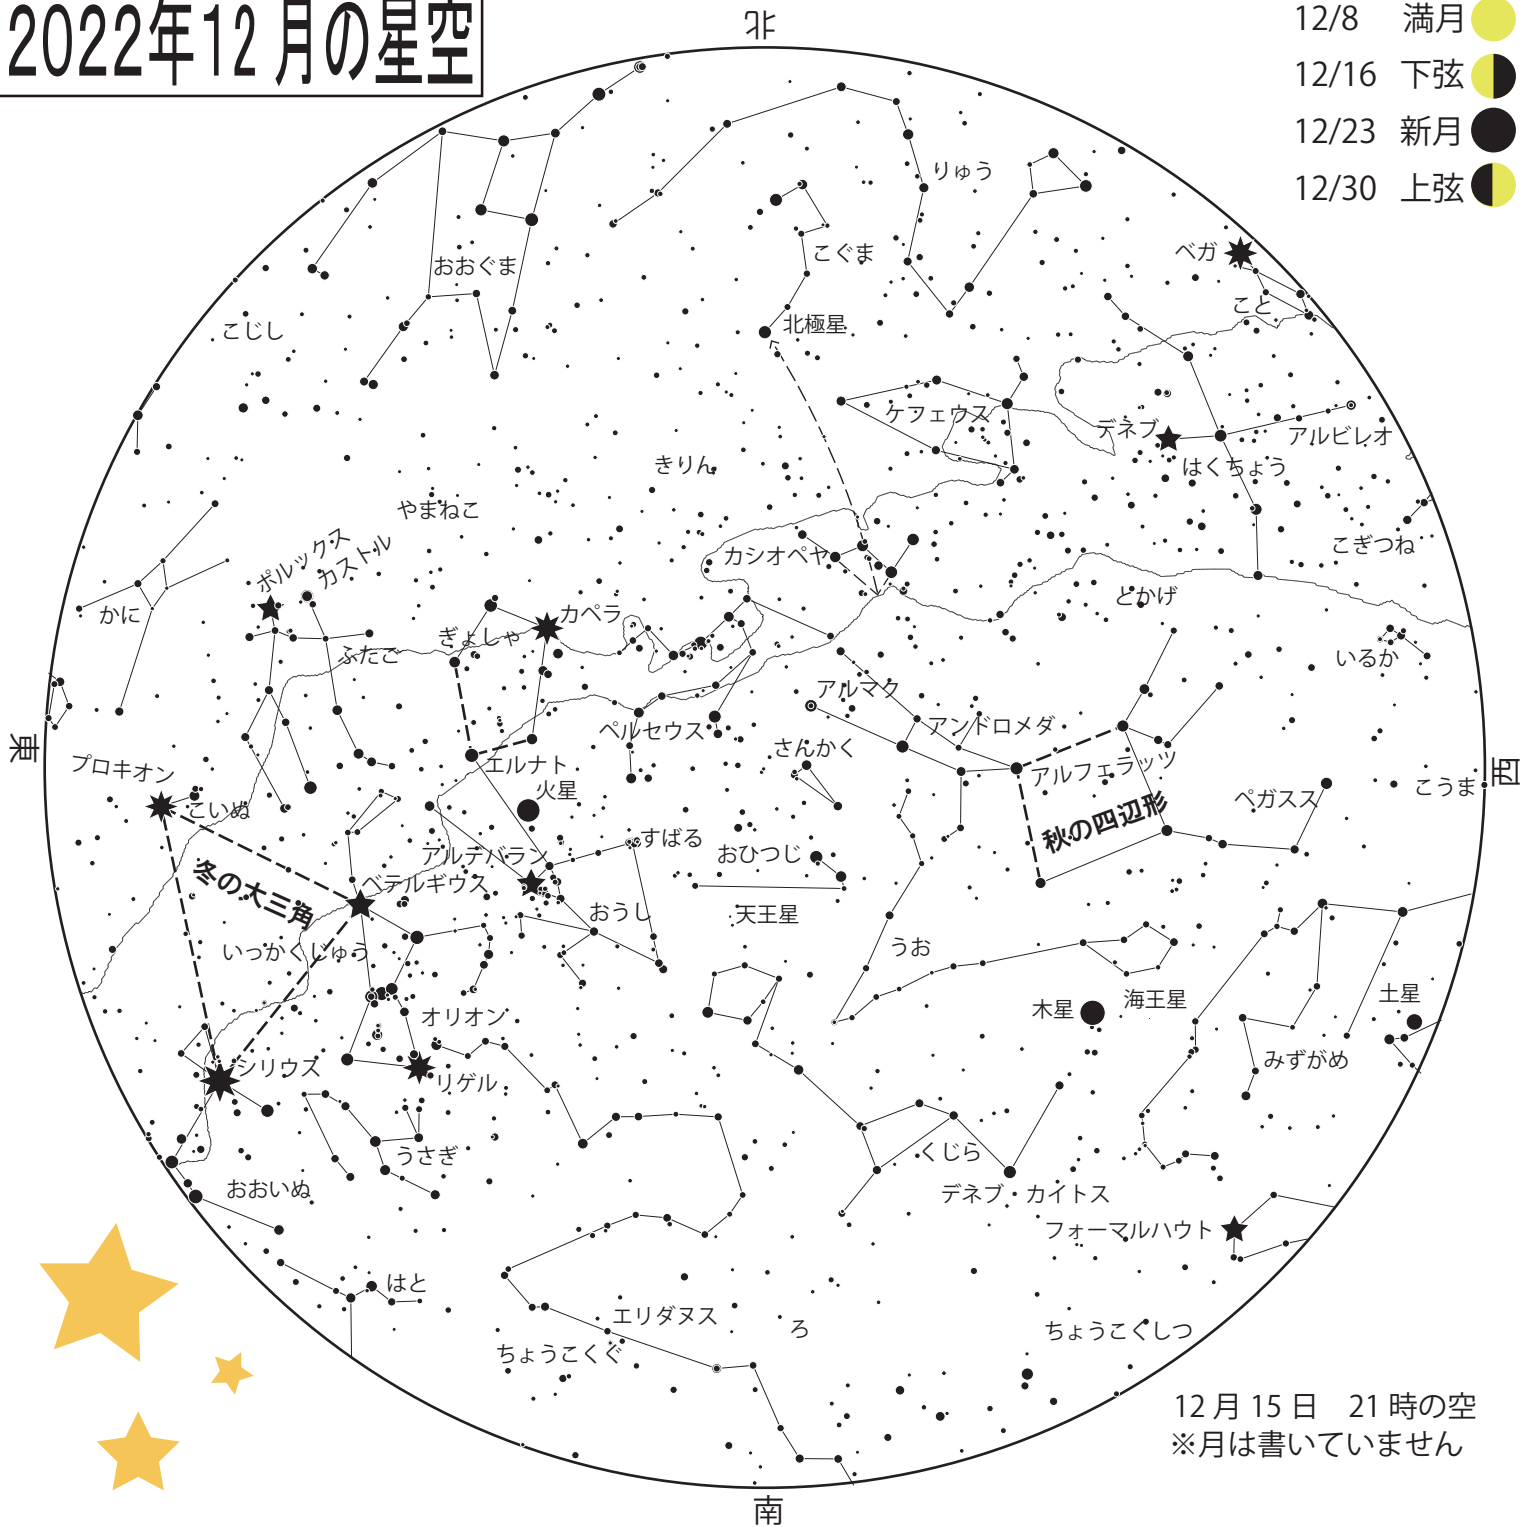 2022年12月の星空
12/8 満月
12/16 下弦
12/23 新月
12/30 上弦
北
りゅう
こぐま
ベガ
おおぐま
こと
こじし
北極星
ケフェウス
デネブ
アルビレオ
きりん
はくちょう
やまねこ
カシオペヤ
こぎつね
ポルックス
カストル
とかげ
かに
カペラ
ぎょしゃ
ふたご
いるか
アルマク
アンドロメダ
ペルセウス
東
さんかく
プロキオン
エルナト
アルフェラッツ
西
火星
こうま
ペガスス
こいぬ
秋の四辺形
すばる
おひつじ
アルデバラン
ベテルギウス
冬の大三角
おうし
天王星
いっかくじゅう
うお
木星
海王星
土星
オリオン
シリウス
リゲル
みずがめ
うさぎ
くじら
おおいぬ
デネブ・カイトス
フォーマルハウト
はと
エリダヌス
ろ
ちょうこくしつ
ちょうこくぐ
12月15日 21時の空
※月は書いていません
南